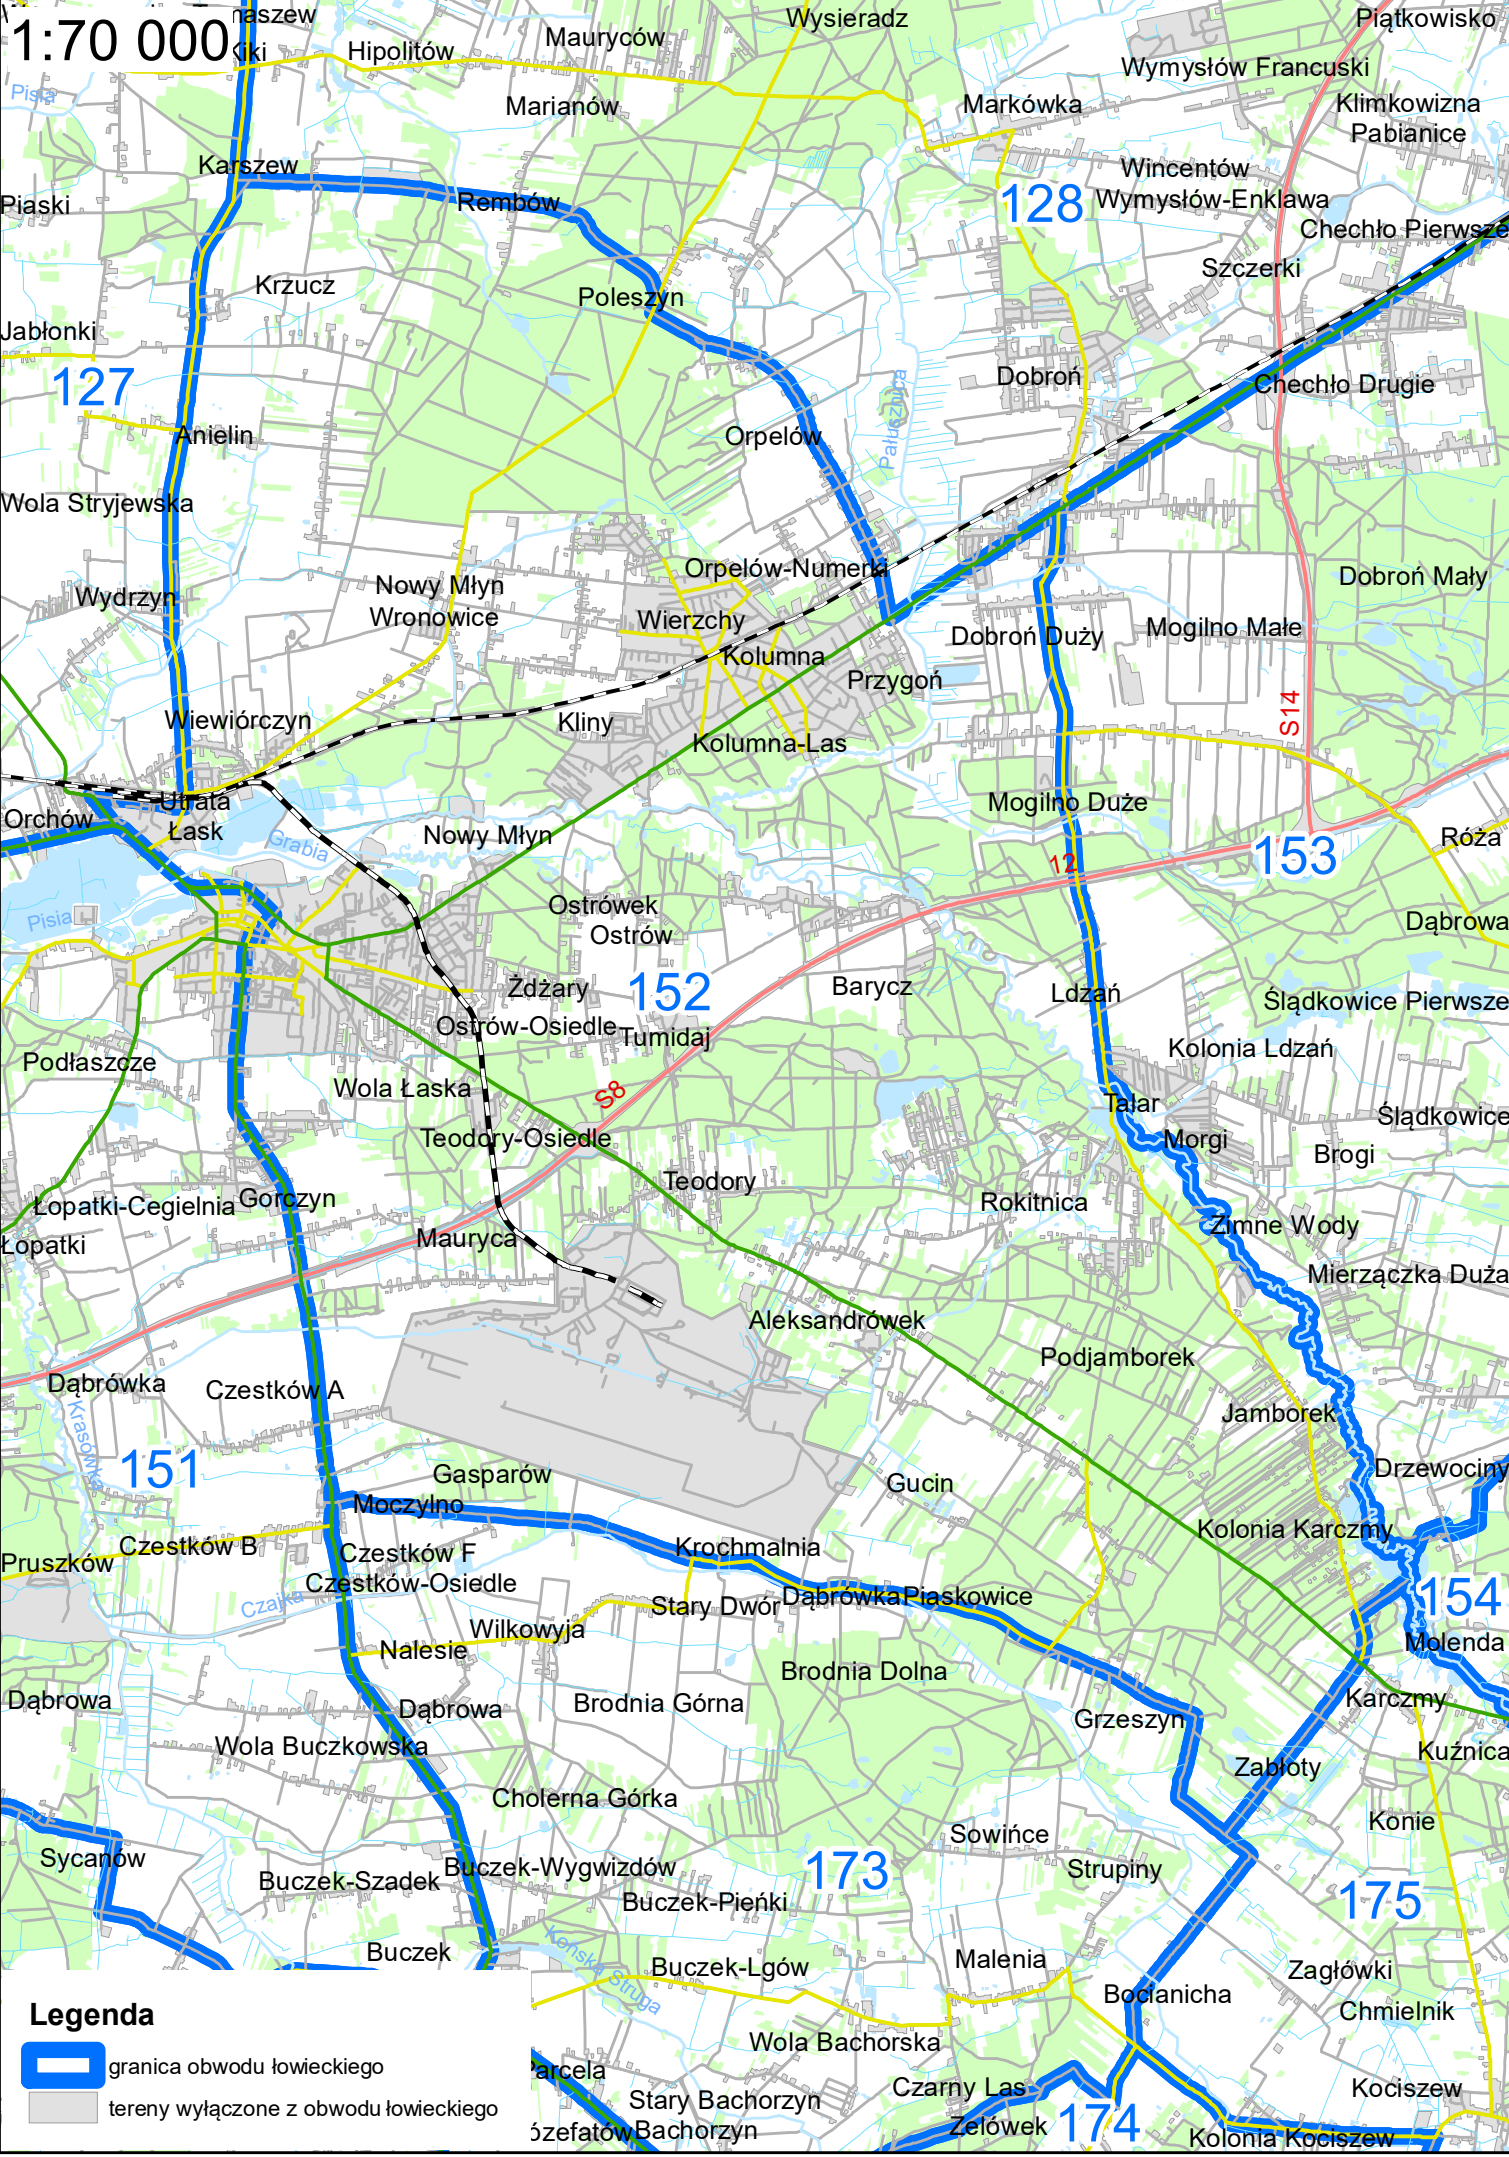 1:70 000
Wysieradz
Piątkowisko
Mauryców
Hipolitów
Kiki
Wymysłów Francuski
Pisia
Marianów
Markówka
Klimkowizna
Pabianice
Karszew
Wincentów
Piaski
Rembów
128
Wymysłów-Enklawa
Chechło Pierwsze
Szczerki
Krzucz
Poleszyn
Jabłonki
127
Dobroń
Chechło Drugie
Pałusznica
Anielin
Orpelów
Wola Stryjewska
Orpelów-Numerki
Dobroń Mały
Nowy Młyn
Wydrzyn
Wronowice
Wierzchy
Dobroń Duży
Mogilno Małe
Kolumna
Przygoń
Wiewiórczyn
Kliny
S14
Kolumna-Las
Utrata
Mogilno Duże
Orchów
Łask
Grabia
Nowy Młyn
Róża
12
153
Ostrówek
Pisia
Ostrów
Dąbrowa
Żdżary
152
Barycz
Ldzań
Ślądkowice Pierwsze
Ostrów-Osiedle
Tumidaj
Kolonia Ldzań
Podłaszcze
Wola Łaska
S8
Talar
Ślądkowice
Teodory-Osiedle
Morgi
Brogi
Teodory
Łopatki-Cegielnia
Gorczyn
Rokitnica
Zimne Wody
Łopatki
Mauryca
Mierzączka Duża
Aleksandrówek
Podjamborek
Dąbrówka
Czestków A
Krasówka
Jamborek
151
Gasparów
Gucin
Drzewociny
Moczylno
Kolonia Karczmy
Czestków B
Czestków F
Krochmalnia
Pruszków
Czestków-Osiedle
Czajka
Stary Dwór
Dąbrówka
Piaskowice
154
Wilkowyja
Nalesie
Molenda
Brodnia Dolna
Dąbrowa
Dąbrowa
Brodnia Górna
Karczmy
Grzeszyn
Wola Buczkowska
Kuźnica
Zabłoty
Cholerna Górka
Konie
Sowińce
Sycanów
Buczek-Wygwizdów
173
Strupiny
Buczek-Szadek
Buczek-Pieńki
175
Buczek
Końska Struga
Buczek-Lgów
Malenia
Zagłówki
Bocianicha
Chmielnik
Legenda
Wola Bachorska
granica obwodu łowieckiego
Parcela
Czarny Las
Kociszew
tereny wyłączone z obwodu łowieckiego
Stary Bachorzyn
Zelówek
174
Bachorzyn
Kolonia Kociszew